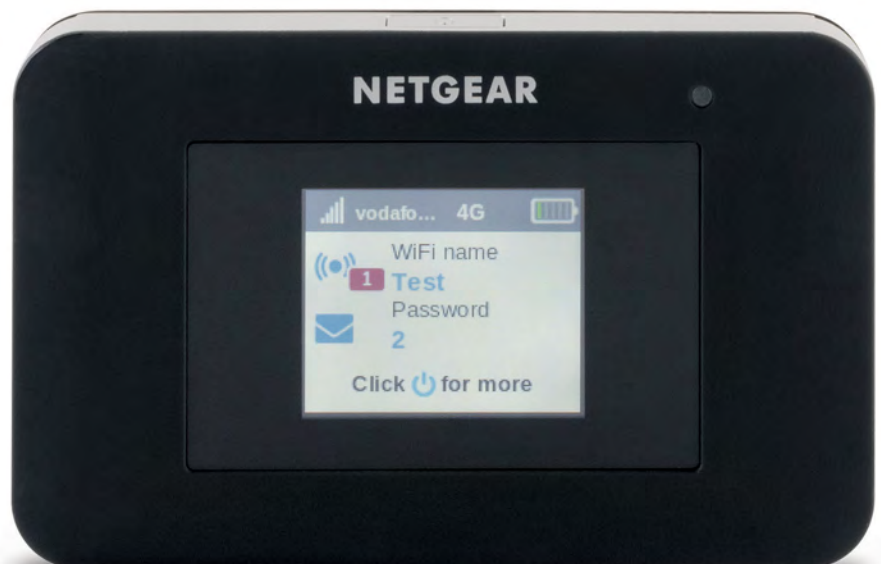 NETGEAR
vodafo... 4G
WiFi name
1 Test
Password
2
Click for more